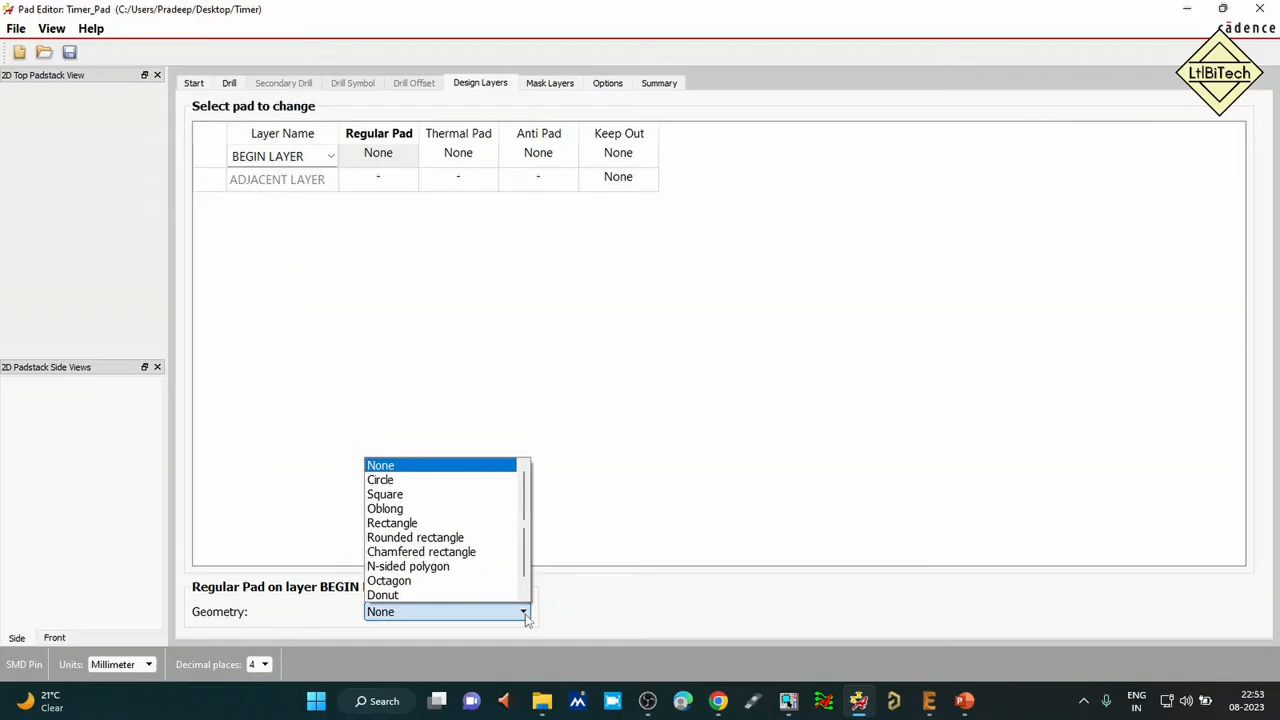 Pad Editor: Timer_Pad (C:/Users/Pradeep/Desktop/Timer)
File View Help
cādence
LtlBiTech
2D Top Padstack View
Start Drill Secondary Drill Drill Symbol Drill Offset Design Layers Mask Layers Options Summary
Select pad to change
Layer Name Regular Pad Thermal Pad Anti Pad Keep Out
BEGIN LAYER None None None None
ADJACENT LAYER - - - None
2D Padstack Side Views
None
Circle
Square
Oblong
Rectangle
Rounded rectangle
Chamfered rectangle
N-sided polygon
Octagon
Donut
Regular Pad on layer BEGIN
Geometry: None
Side Front
SMD Pin Units: Millimeter Decimal places: 4
21°C
Clear
Search
ENG
IN
22:53
08-2023